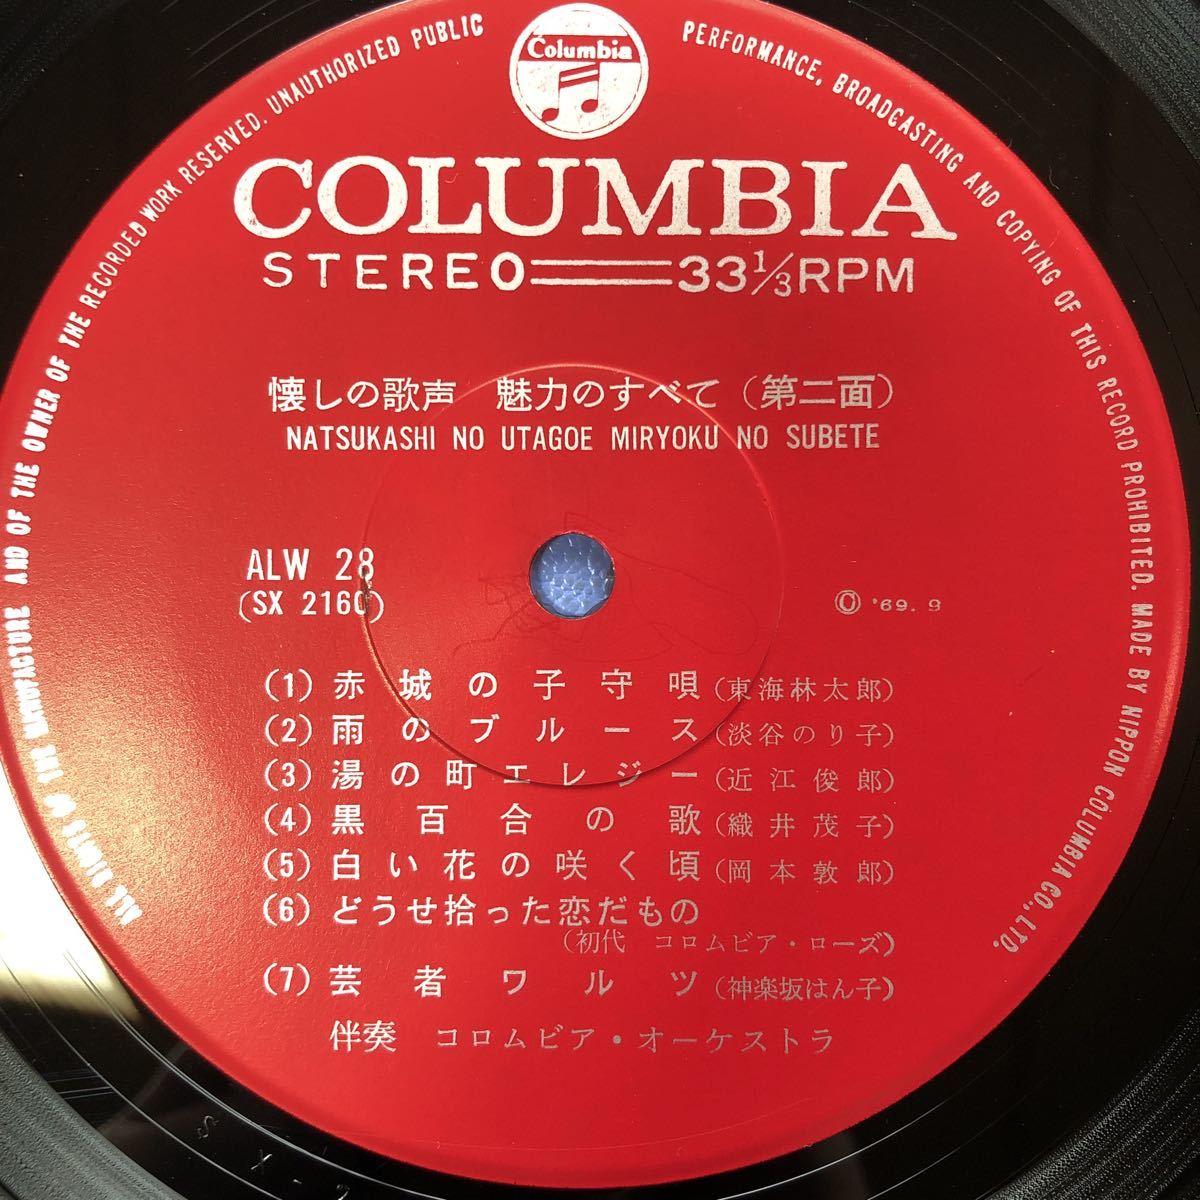 Columbia
COLUMBIA
STEREO 33⅓ RPM
懐しの歌声 魅力のすべて（第二面）
NATSUKASHI NO UTAGOE MIRYOKU NO SUBETE
ALW 28
(SX 2160)
Ⓟ '69. 9
(1) 赤城の子守唄（東海林太郎）
(2) 雨のブルース（淡谷のり子）
(3) 湯の町エレジー（近江俊郎）
(4) 黒百合の歌（織井茂子）
(5) 白い花の咲く頃（岡本敦郎）
(6) どうせ拾った恋だもの
（初代 コロムビア・ローズ）
(7) 芸者ワルツ（神楽坂はん子）
伴奏 コロムビア・オーケストラ
ALL RIGHTS OF THE MANUFACTURE AND OF THE OWNER OF THE RECORDED WORK RESERVED. UNAUTHORIZED PUBLIC PERFORMANCE, BROADCASTING AND COPYING OF THIS RECORD PROHIBITED. MADE BY NIPPON COLUMBIA CO., LTD.